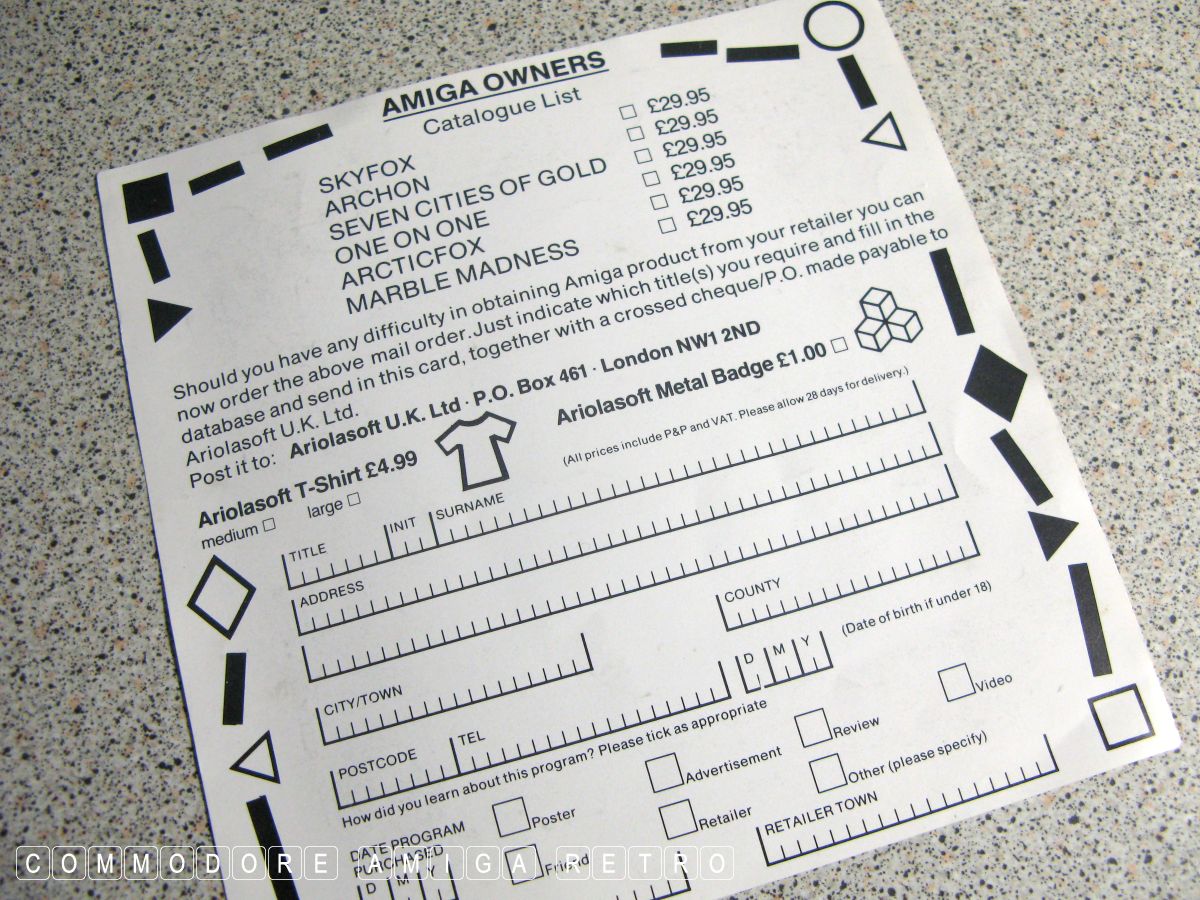 AMIGA OWNERS
Catalogue List
SKYFOX £29.95
ARCHON £29.95
SEVEN CITIES OF GOLD £29.95
ONE ON ONE £29.95
ARCTICFOX £29.95
MARBLE MADNESS £29.95
Should you have any difficulty in obtaining Amiga product from your retailer you can
now order the above mail order. Just indicate which title(s) you require and fill in the
database and send in this card, together with a crossed cheque/P.O. made payable to
Ariolasoft U.K. Ltd.
Post it to: Ariolasoft U.K. Ltd · P.O. Box 461 · London NW1 2ND
Ariolasoft T-Shirt £4.99 Ariolasoft Metal Badge £1.00
medium large (All prices include P&P and VAT. Please allow 28 days for delivery.)
TITLE INIT SURNAME
ADDRESS
CITY/TOWN COUNTY
POSTCODE TEL D M Y (Date of birth if under 18)
How did you learn about this program? Please tick as appropriate
Poster Advertisement Review Video
Friend Retailer Other (please specify)
DATE PROGRAM
PURCHASED
D M Y RETAILER TOWN
COMMODORE AMIGA RETRO